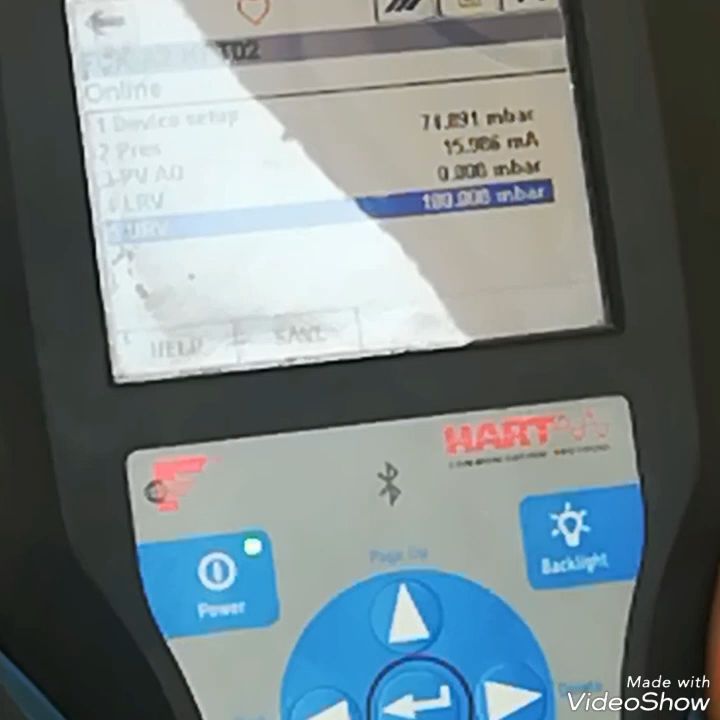 Online
1 Device setup
2 Pres 74.891 mbar
3 PV AO 15.986 mA
4 LRV 0.000 mbar
5 URV 100.000 mbar
HELP SAVE
HART
Power
Backlight
Page Up
Made with
VideoShow